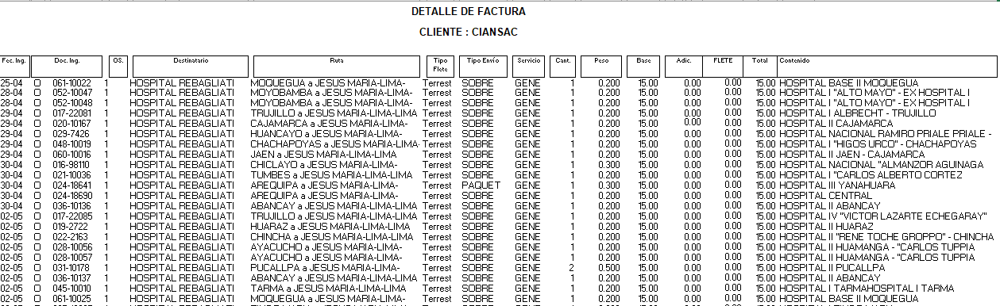 DETALLE DE FACTURA
CLIENTE : CIANSAC
Fec. Ing. Doc. Ing. OS. Destinatario Ruta Tipo Flete Tipo Envío Servicio Cant. Peso Base Adic. FLETE Total Contenido
25-04 O 061-10022 1 HOSPITAL REBAGLIATI MOQUEGUA a JESUS MARIA-LIMA- Terrest SOBRE GENE 1 0.200 15.00 0.00 0.00 15.00 HOSPITAL BASE II MOQUEGUA
28-04 O 052-10047 1 HOSPITAL REBAGLIATI MOYOBAMBA a JESUS MARIA-LIMA- Terrest SOBRE GENE 1 0.200 15.00 0.00 0.00 15.00 HOSPITAL I "ALTO MAYO" - EX HOSPITAL I
28-04 O 052-10048 1 HOSPITAL REBAGLIATI MOYOBAMBA a JESUS MARIA-LIMA- Terrest SOBRE GENE 1 0.200 15.00 0.00 0.00 15.00 HOSPITAL I "ALTO MAYO" - EX HOSPITAL I
29-04 O 017-22081 1 HOSPITAL REBAGLIATI TRUJILLO a JESUS MARIA-LIMA-LIMA Terrest SOBRE GENE 1 0.200 15.00 0.00 0.00 15.00 HOSPITAL I ALBRECHT - TRUJILLO
29-04 O 020-10167 1 HOSPITAL REBAGLIATI CAJAMARCA a JESUS MARIA-LIMA- Terrest SOBRE GENE 1 0.200 15.00 0.00 0.00 15.00 HOSPITAL II CAJAMARCA
29-04 O 029-7426 1 HOSPITAL REBAGLIATI HUANCAYO a JESUS MARIA-LIMA- Terrest SOBRE GENE 1 0.200 15.00 0.00 0.00 15.00 HOSPITAL NACIONAL RAMIRO PRIALE PRIALE -
29-04 O 048-10019 1 HOSPITAL REBAGLIATI CHACHAPOYAS a JESUS MARIA-LIMA- Terrest SOBRE GENE 1 0.200 15.00 0.00 0.00 15.00 HOSPITAL I "HIGOS URCO" - CHACHAPOYAS
29-04 O 060-10016 1 HOSPITAL REBAGLIATI JAEN a JESUS MARIA-LIMA-LIMA Terrest SOBRE GENE 1 0.200 15.00 0.00 0.00 15.00 HOSPITAL II JAEN - CAJAMARCA
30-04 O 016-98110 1 HOSPITAL REBAGLIATI CHICLAYO a JESUS MARIA-LIMA- Terrest SOBRE GENE 1 0.300 15.00 0.00 0.00 15.00 HOSPITAL NACIONAL "ALMANZOR AGUINAGA
30-04 O 021-10036 1 HOSPITAL REBAGLIATI TUMBES a JESUS MARIA-LIMA-LIMA Terrest SOBRE GENE 1 0.200 15.00 0.00 0.00 15.00 HOSPITAL I "CARLOS ALBERTO CORTEZ
30-04 O 024-18641 1 HOSPITAL REBAGLIATI AREQUIPA a JESUS MARIA-LIMA- Terrest PAQUET GENE 1 0.300 15.00 0.00 0.00 15.00 HOSPITAL III YANAHUARA
30-04 O 024-18690 1 HOSPITAL REBAGLIATI AREQUIPA a JESUS MARIA-LIMA- Terrest SOBRE GENE 1 0.200 15.00 0.00 0.00 15.00 HOSPITAL CENTRAL
30-04 O 036-10136 1 HOSPITAL REBAGLIATI ABANCAY a JESUS MARIA-LIMA-LIMA Terrest SOBRE GENE 1 0.200 15.00 0.00 0.00 15.00 HOSPITAL II ABANCAY
02-05 O 017-22085 1 HOSPITAL REBAGLIATI TRUJILLO a JESUS MARIA-LIMA-LIMA Terrest SOBRE GENE 1 0.200 15.00 0.00 0.00 15.00 HOSPITAL IV "VICTOR LAZARTE ECHEGARAY"
02-05 O 019-2722 1 HOSPITAL REBAGLIATI HUARAZ a JESUS MARIA-LIMA-LIMA Terrest SOBRE GENE 1 0.200 15.00 0.00 0.00 15.00 HOSPITAL II HUARAZ
02-05 O 022-2163 1 HOSPITAL REBAGLIATI CHINCHA a JESUS MARIA-LIMA-LIMA Terrest SOBRE GENE 1 0.200 15.00 0.00 0.00 15.00 HOSPITAL II "RENE TOCHE GROPPO" - CHINCHA
02-05 O 028-10056 1 HOSPITAL REBAGLIATI AYACUCHO a JESUS MARIA-LIMA- Terrest SOBRE GENE 1 0.200 15.00 0.00 0.00 15.00 HOSPITAL II HUAMANGA - "CARLOS TUPPIA
02-05 O 028-10057 1 HOSPITAL REBAGLIATI AYACUCHO a JESUS MARIA-LIMA- Terrest SOBRE GENE 1 0.200 15.00 0.00 0.00 15.00 HOSPITAL II HUAMANGA - "CARLOS TUPPIA
02-05 O 031-10178 1 HOSPITAL REBAGLIATI PUCALLPA a JESUS MARIA-LIMA- Terrest SOBRE GENE 2 0.500 15.00 0.00 0.00 15.00 HOSPITAL II PUCALLPA
02-05 O 036-10137 1 HOSPITAL REBAGLIATI ABANCAY a JESUS MARIA-LIMA-LIMA Terrest SOBRE GENE 1 0.200 15.00 0.00 0.00 15.00 HOSPITAL II ABANCAY
02-05 O 045-10010 1 HOSPITAL REBAGLIATI TARMA a JESUS MARIA-LIMA-LIMA Terrest SOBRE GENE 1 0.200 15.00 0.00 0.00 15.00 HOSPITAL I TARMAHOSPITAL I TARMA
02-05 O 061-10025 1 HOSPITAL REBAGLIATI MOQUEGUA a JESUS MARIA-LIMA- Terrest SOBRE GENE 1 0.200 15.00 0.00 0.00 15.00 HOSPITAL BASE II MOQUEGUA